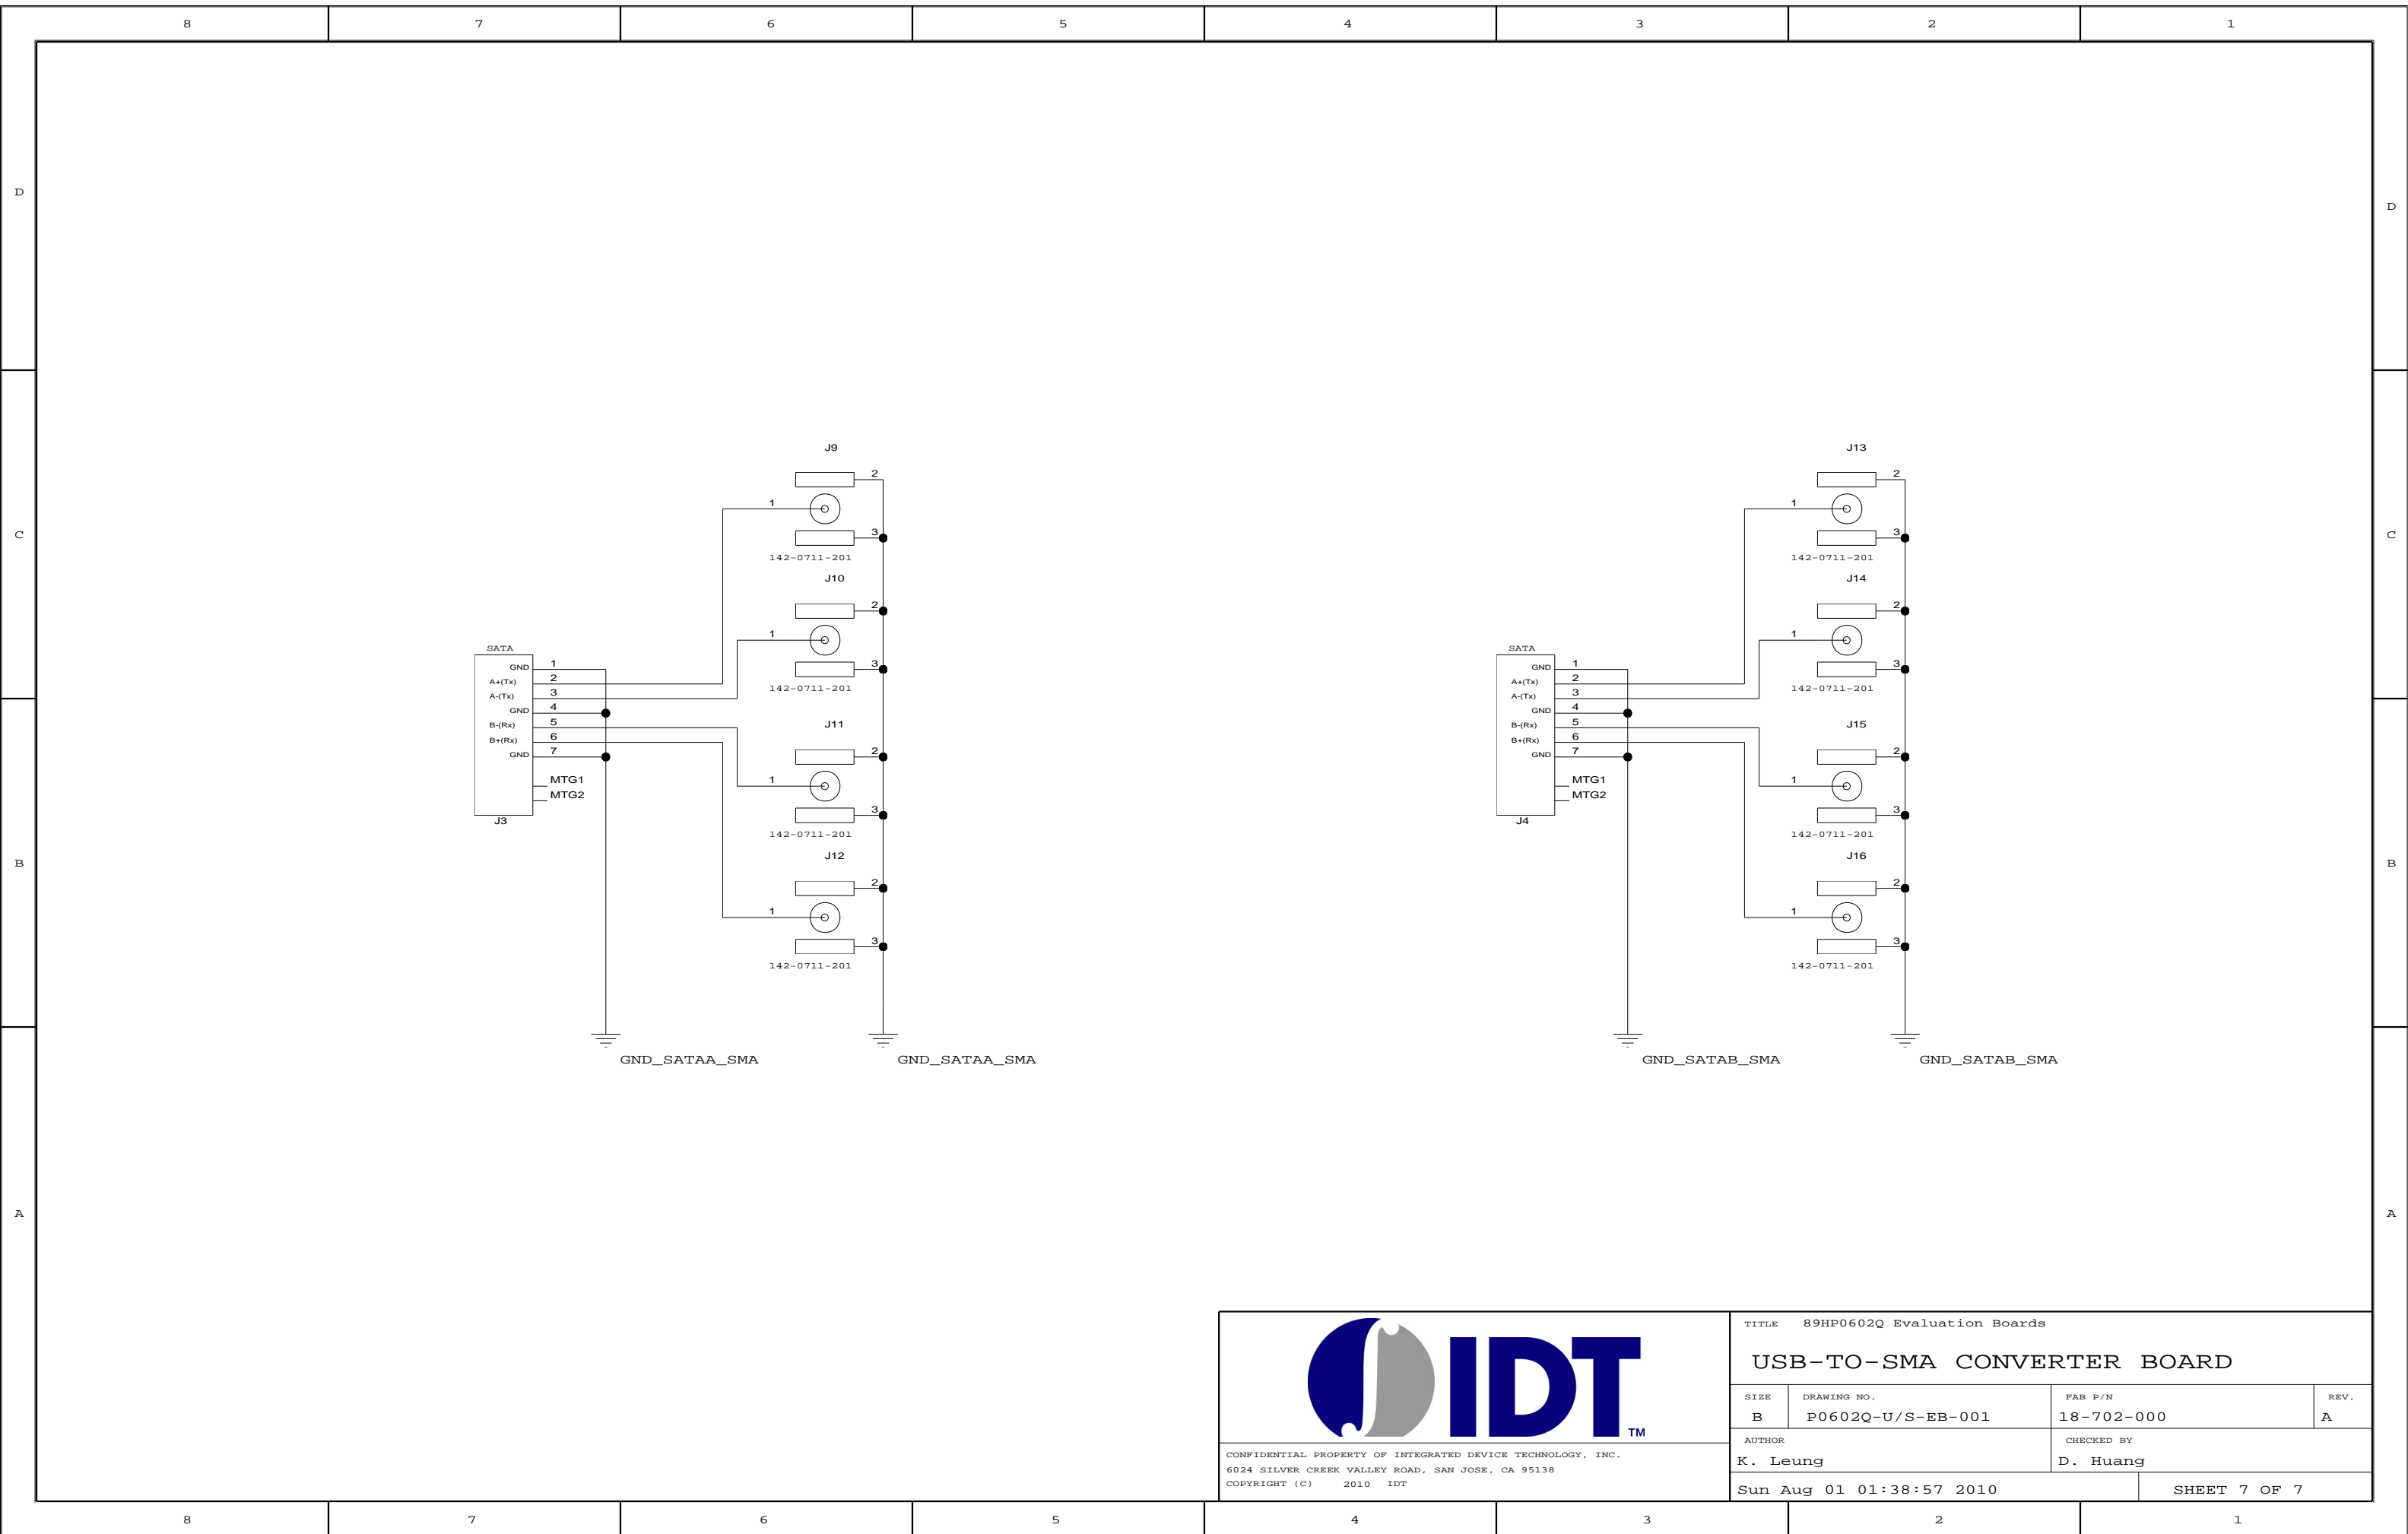 8 7 6 5 4 3 2 1
D D
C C
B B
A A
J9
2
1
3
142-0711-201
J10
2
1
3
142-0711-201
SATA
GND 1
A+(Tx) 2
A-(Tx) 3
GND 4
B-(Rx) 5
B+(Rx) 6
GND 7
MTG1
MTG2
J3
J11
2
1
3
142-0711-201
J12
2
1
3
142-0711-201
GND_SATAA_SMA GND_SATAA_SMA
J13
2
1
3
142-0711-201
J14
2
1
3
142-0711-201
SATA
GND 1
A+(Tx) 2
A-(Tx) 3
GND 4
B-(Rx) 5
B+(Rx) 6
GND 7
MTG1
MTG2
J4
J15
2
1
3
142-0711-201
J16
2
1
3
142-0711-201
GND_SATAB_SMA GND_SATAB_SMA
IDT TM
CONFIDENTIAL PROPERTY OF INTEGRATED DEVICE TECHNOLOGY, INC.
6024 SILVER CREEK VALLEY ROAD, SAN JOSE, CA 95138
COPYRIGHT (C) 2010 IDT
TITLE 89HP0602Q Evaluation Boards
USB-TO-SMA CONVERTER BOARD
SIZE DRAWING NO. FAB P/N REV.
B P0602Q-U/S-EB-001 18-702-000 A
AUTHOR CHECKED BY
K. Leung D. Huang
Sun Aug 01 01:38:57 2010 SHEET 7 OF 7
8 7 6 5 4 3 2 1